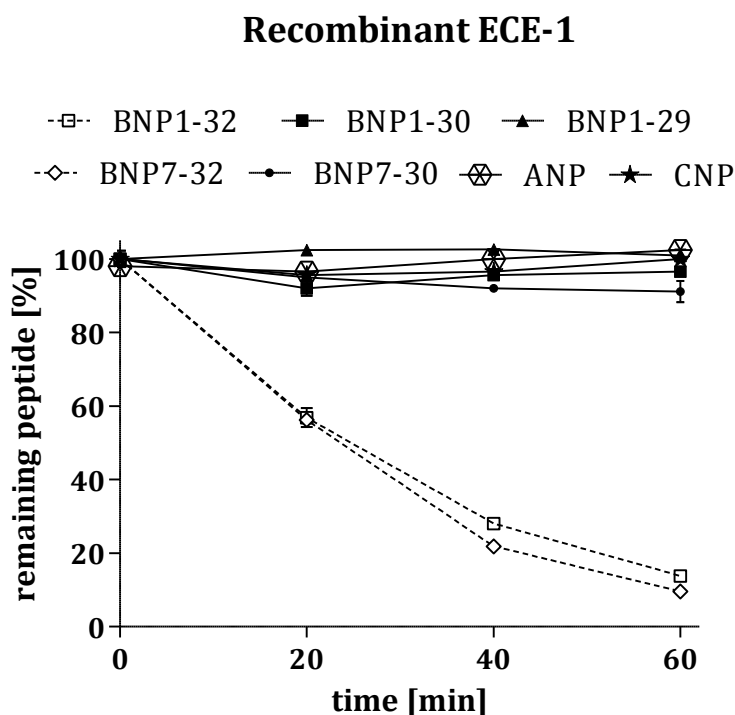 Recombinant ECE-1
BNP1-32 BNP1-30 BNP1-29
BNP7-32 BNP7-30 ANP CNP
remaining peptide [%]
100
80
60
40
20
0
0 20 40 60
time [min]